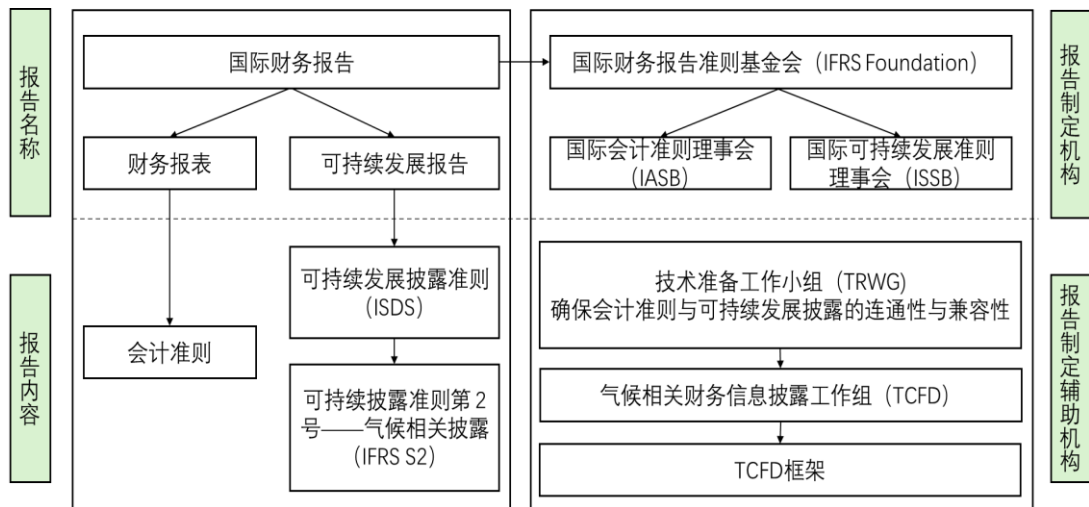 报告名称
国际财务报告
国际财务报告准则基金会（IFRS Foundation）
报告制定机构
财务报表
可持续发展报告
国际会计准则理事会
（IASB）
国际可持续发展准则
理事会（ISSB）
报告内容
会计准则
可持续发展披露准则
（ISDS）
可持续披露准则第 2
号——气候相关披露
（IFRS S2）
技术准备工作小组（TRWG)
确保会计准则与可持续发展披露的连通性与兼容性
气候相关财务信息披露工作组（TCFD）
TCFD框架
报告制定辅助机构